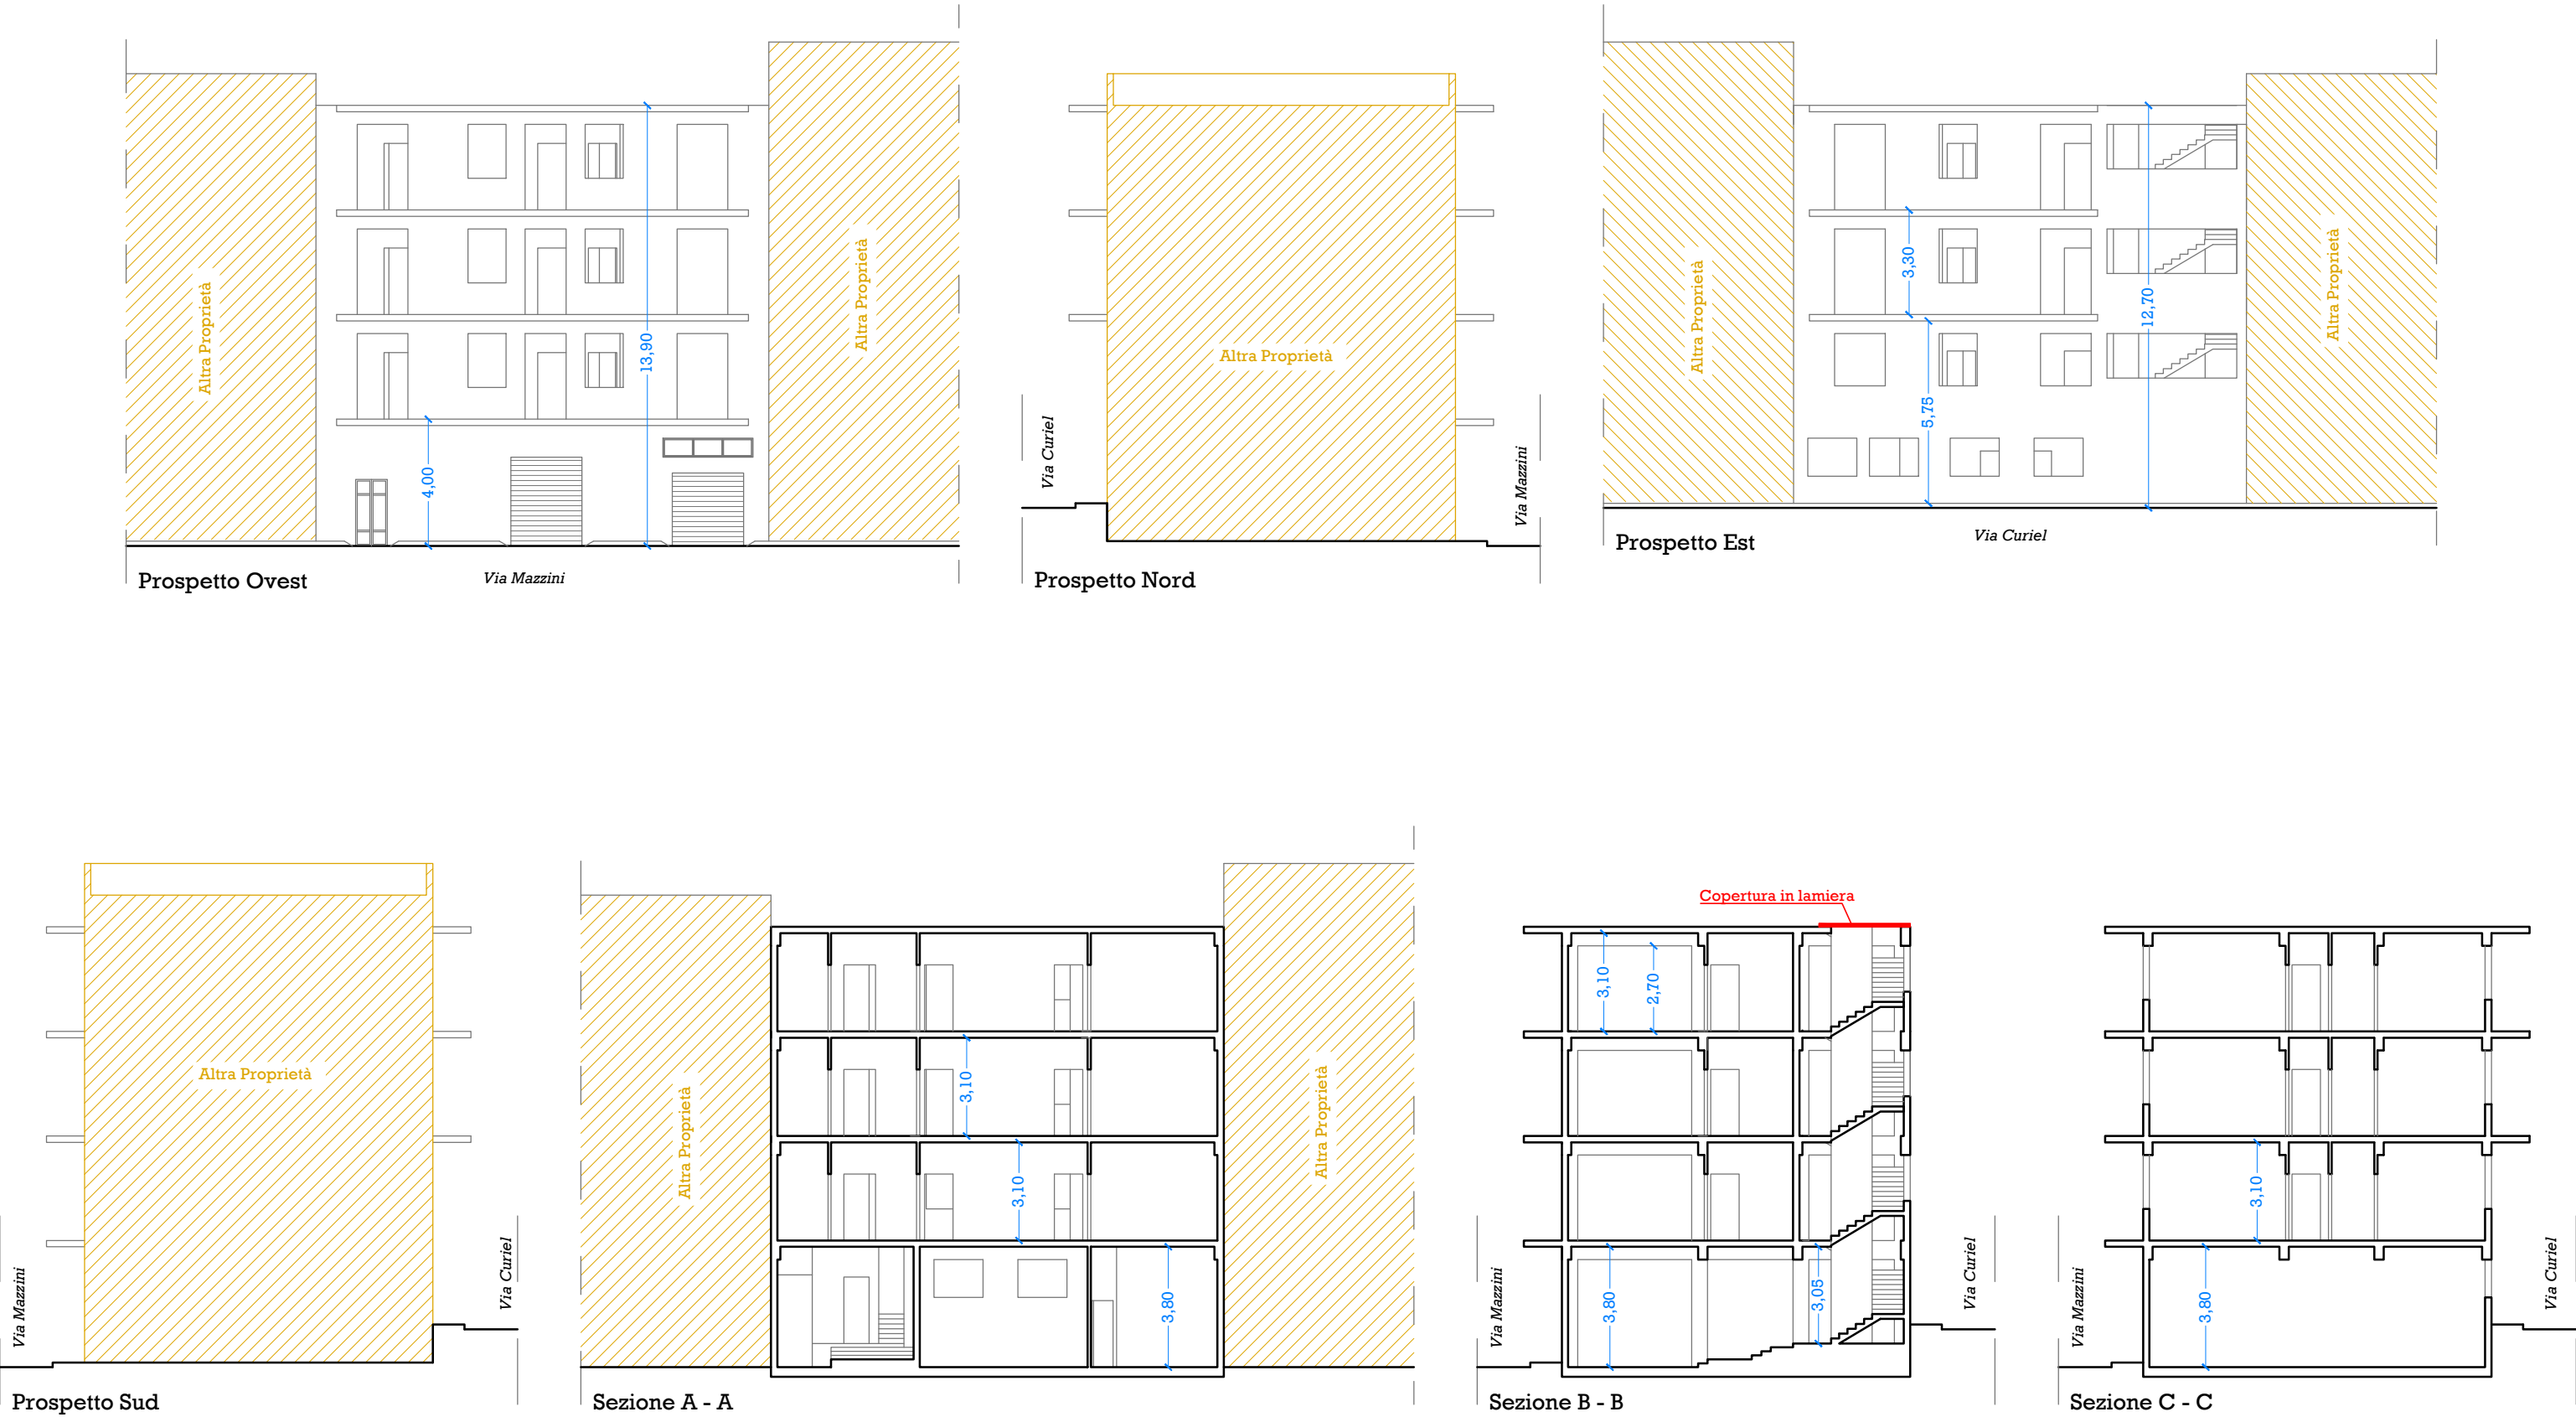 Altra Proprietà
4,00
13,90
Altra Proprietà
Prospetto Ovest
Via Mazzini
Via Curiel
Altra Proprietà
Via Mazzini
Prospetto Nord
Altra Proprietà
3,30
5,75
12,70
Altra Proprietà
Prospetto Est
Via Curiel
Via Mazzini
Altra Proprietà
Via Curiel
Prospetto Sud
Altra Proprietà
3,10
3,10
3,80
Altra Proprietà
Sezione A - A
Copertura in lamiera
3,10
2,70
3,80
3,05
Via Mazzini
Via Curiel
Sezione B - B
3,10
3,80
Via Mazzini
Via Curiel
Sezione C - C